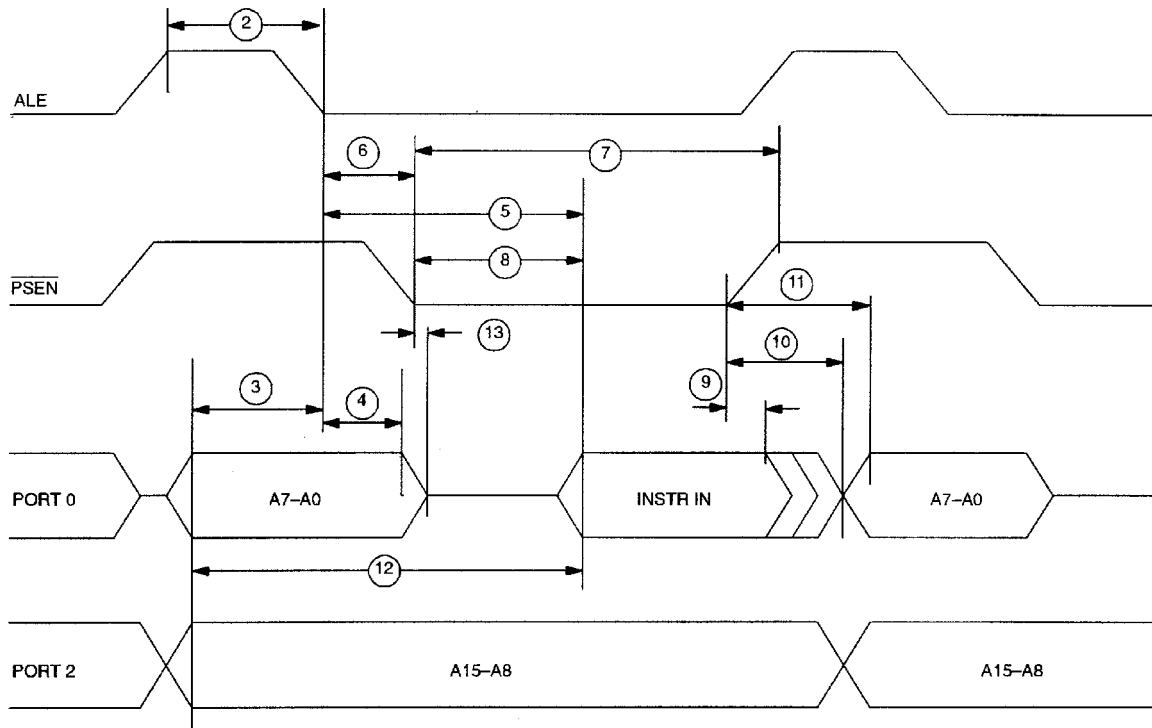 2
ALE
6
7
5
PSEN
8
11
13
10
9
3
4
PORT 0
A7–A0
INSTR IN
A7–A0
12
PORT 2
A15–A8
A15–A8